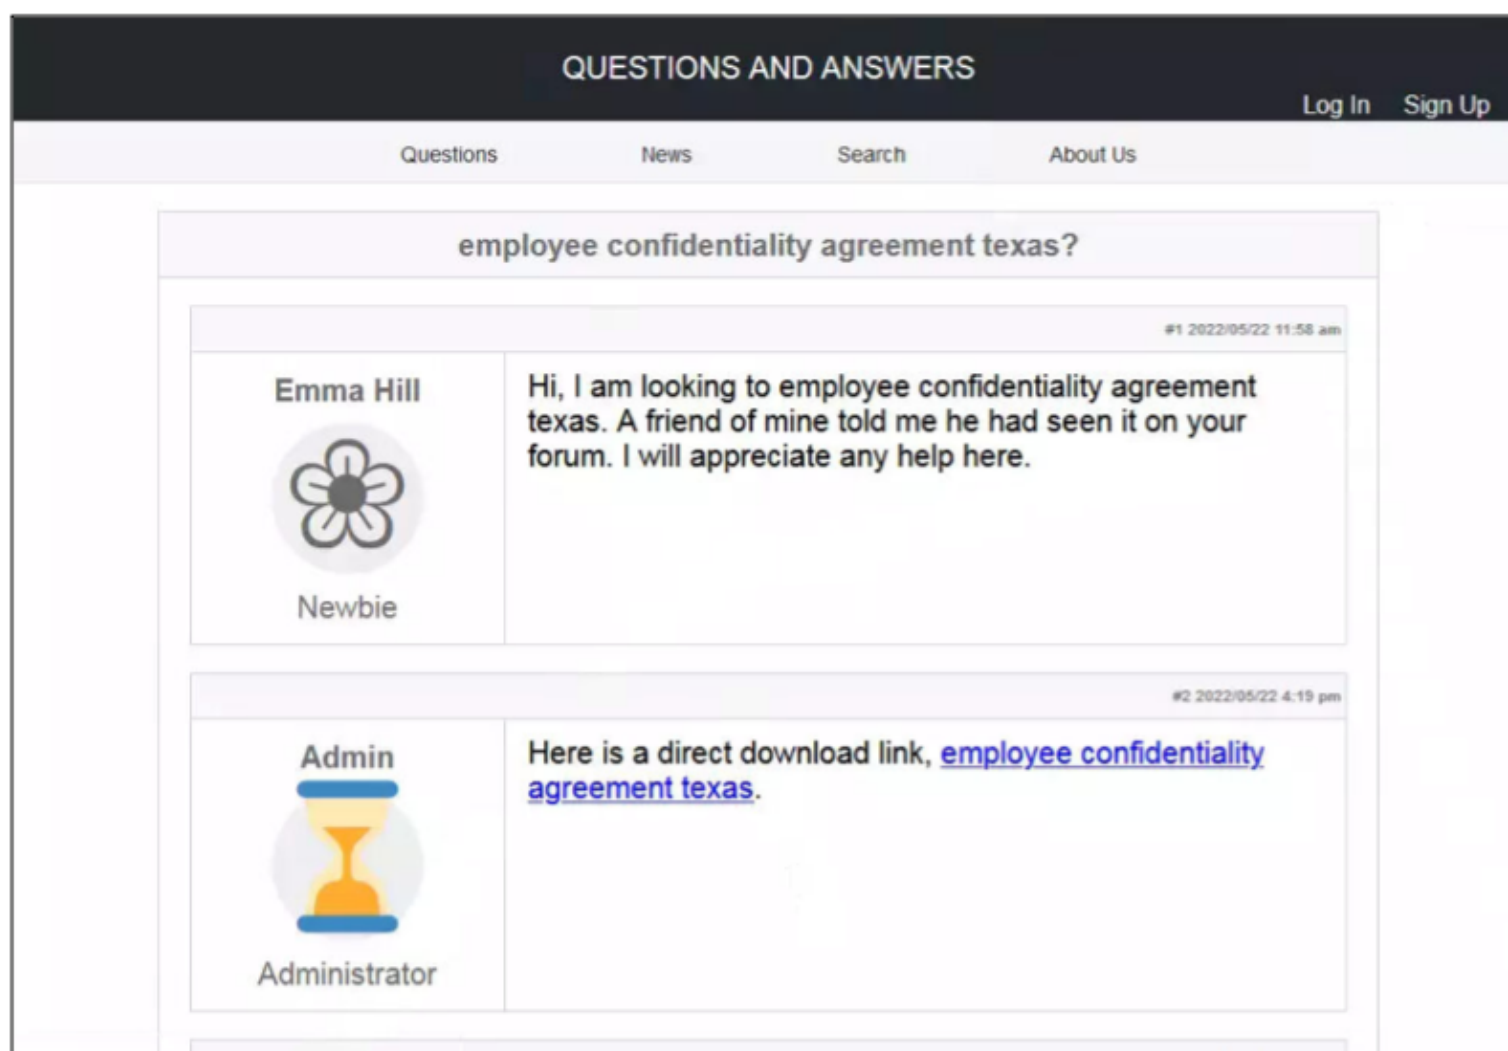 QUESTIONS AND ANSWERS
Log In Sign Up
Questions News Search About Us
employee confidentiality agreement texas?
#1 2022/05/22 11:58 am
Emma Hill
Newbie
Hi, I am looking to employee confidentiality agreement
texas. A friend of mine told me he had seen it on your
forum. I will appreciate any help here.
#2 2022/05/22 4:19 pm
Admin
Administrator
Here is a direct download link, employee confidentiality
agreement texas.